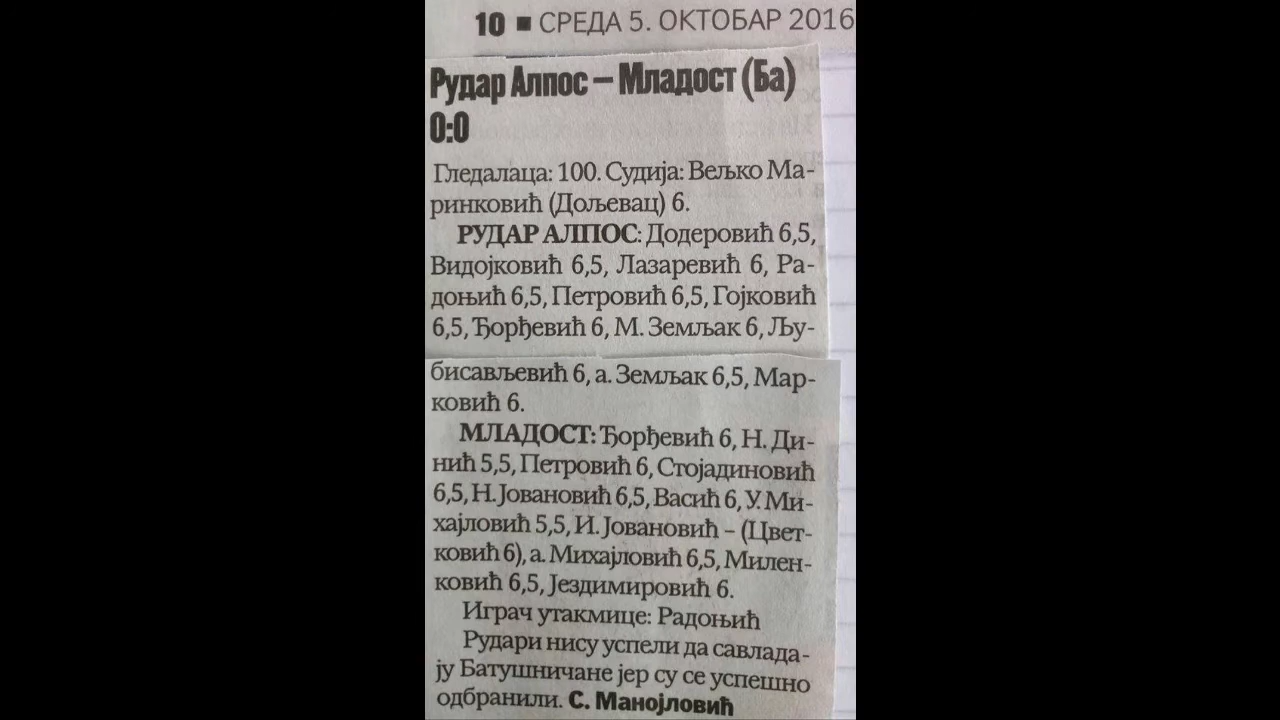 10 ■ СРЕДА 5. ОКТОБАР 2016
Рудар Алпос – Младост (Ба)
0:0
Гледалаца: 100. Судија: Вељко Ма-
ринковић (Дољевац) 6.
РУДАР АЛПОС: Додеровић 6,5,
Видојковић 6,5, Лазаревић 6, Ра-
доњић 6,5, Петровић 6,5, Гојковић
6,5, Ђорђевић 6, М. Земљак 6, Љу-
бисављевић 6, а. Земљак 6,5, Мар-
ковић 6.
МЛАДОСТ: Ђорђевић 6, Н. Ди-
нић 5,5, Петровић 6, Стојадиновић
6,5, Н. Јовановић 6,5, Васић 6, У. Ми-
хајловић 5,5, И. Јовановић – (Цвет-
ковић 6), а. Михајловић 6,5, Милен-
ковић 6,5, Јездимировић 6.
Играч утакмице: Радоњић
Рудари нису успели да савлада-
ју Батушничане јер су се успешно
одбранили. С. Манојловић